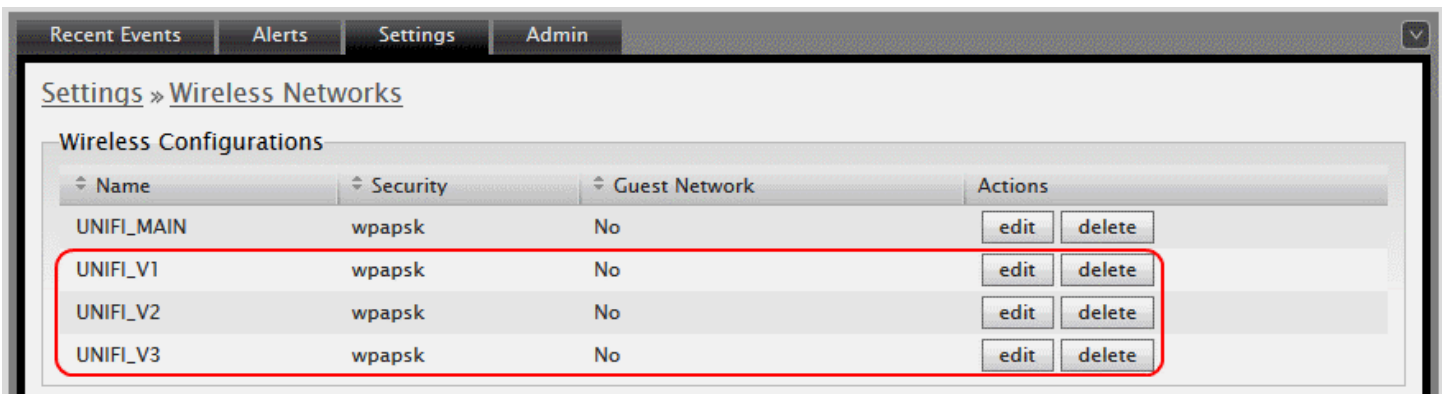 Recent Events Alerts Settings Admin
Settings » Wireless Networks
Wireless Configurations
Name Security Guest Network Actions
UNIFI_MAIN wpapsk No edit delete
UNIFI_V1 wpapsk No edit delete
UNIFI_V2 wpapsk No edit delete
UNIFI_V3 wpapsk No edit delete